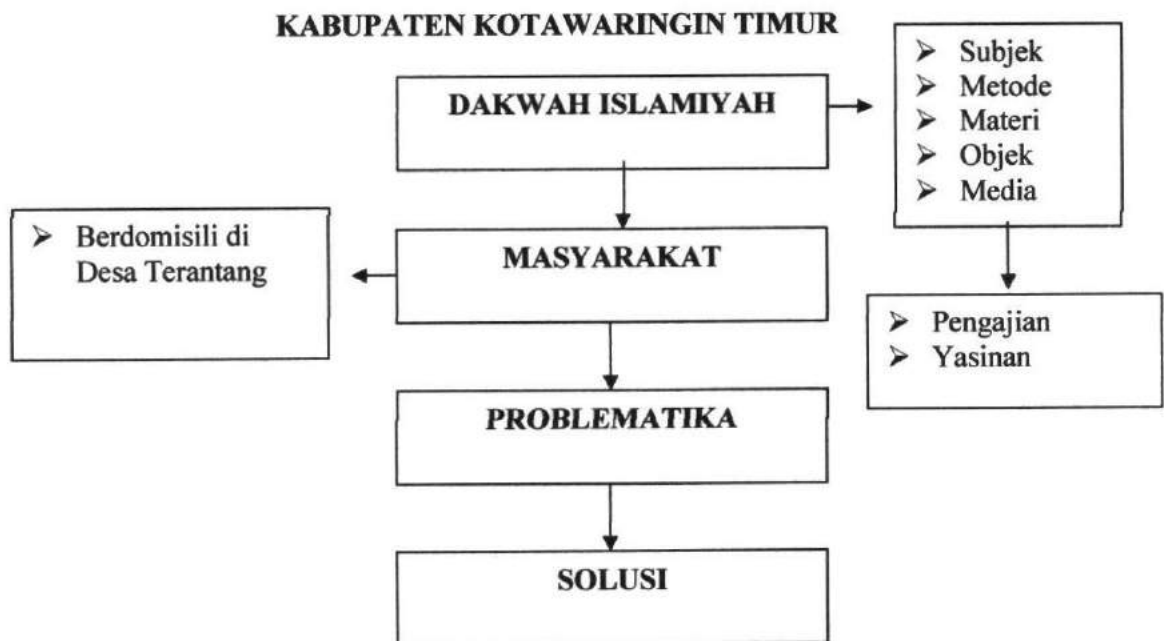 KABUPATEN KOTAWARINGIN TIMUR
DAKWAH ISLAMIYAH
➢ Subjek
➢ Metode
➢ Materi
➢ Objek
➢ Media
➢ Berdomisili di
Desa Terantang
MASYARAKAT
➢ Pengajian
➢ Yasinan
PROBLEMATIKA
SOLUSI